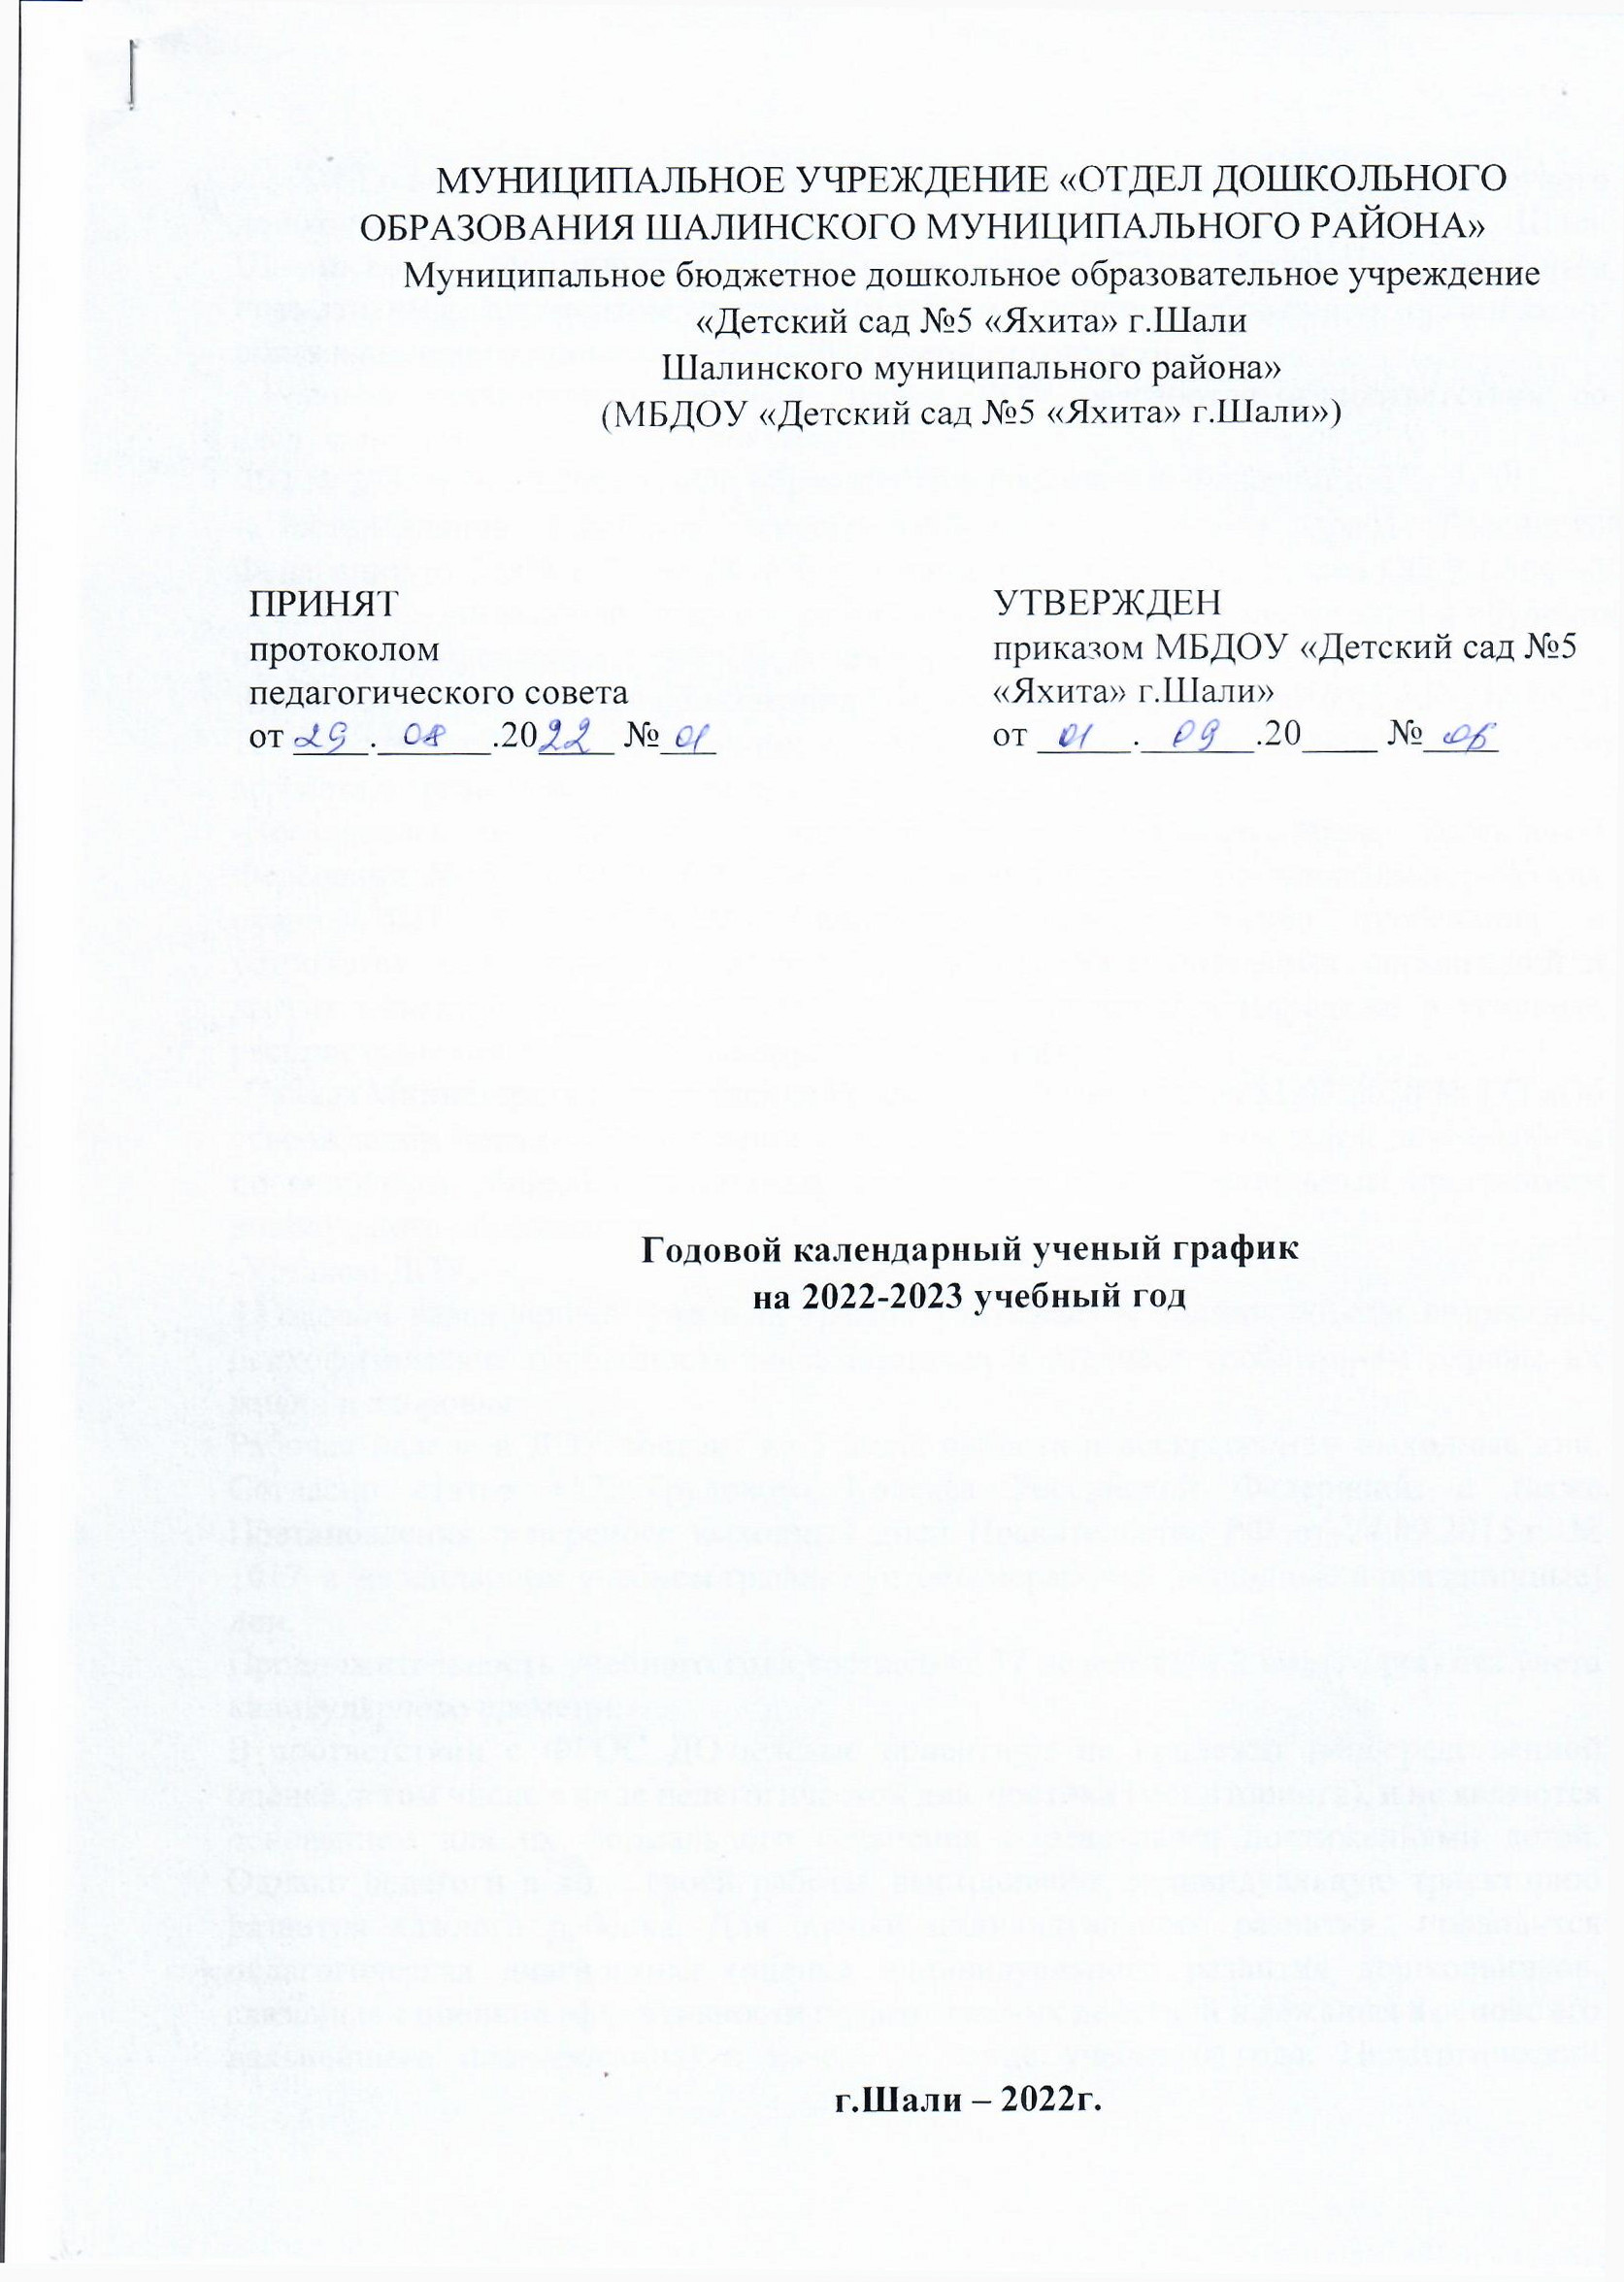 МУНИЦИПАЛЬНОЕ УЧРЕЖДЕНИЕ «ОТДЕЛ ДОШКОЛЬНОГО
ОБРАЗОВАНИЯ ШАЛИНСКОГО МУНИЦИПАЛЬНОГО РАЙОНА»
Муниципальное бюджетное дошкольное образовательное учреждение
«Детский сад №5 «Яхита» г.Шали
Шалинского муниципального района»
(МБДОУ «Детский сад №5 «Яхита» г.Шали»)
ПРИНЯТ
протоколом
педагогического совета
от 29.08.2022 №01
УТВЕРЖДЕН
приказом МБДОУ «Детский сад №5
«Яхита» г.Шали»
от 01.09.20____ №
Годовой календарный ученый график
на 2022-2023 учебный год
г.Шали – 2022г.